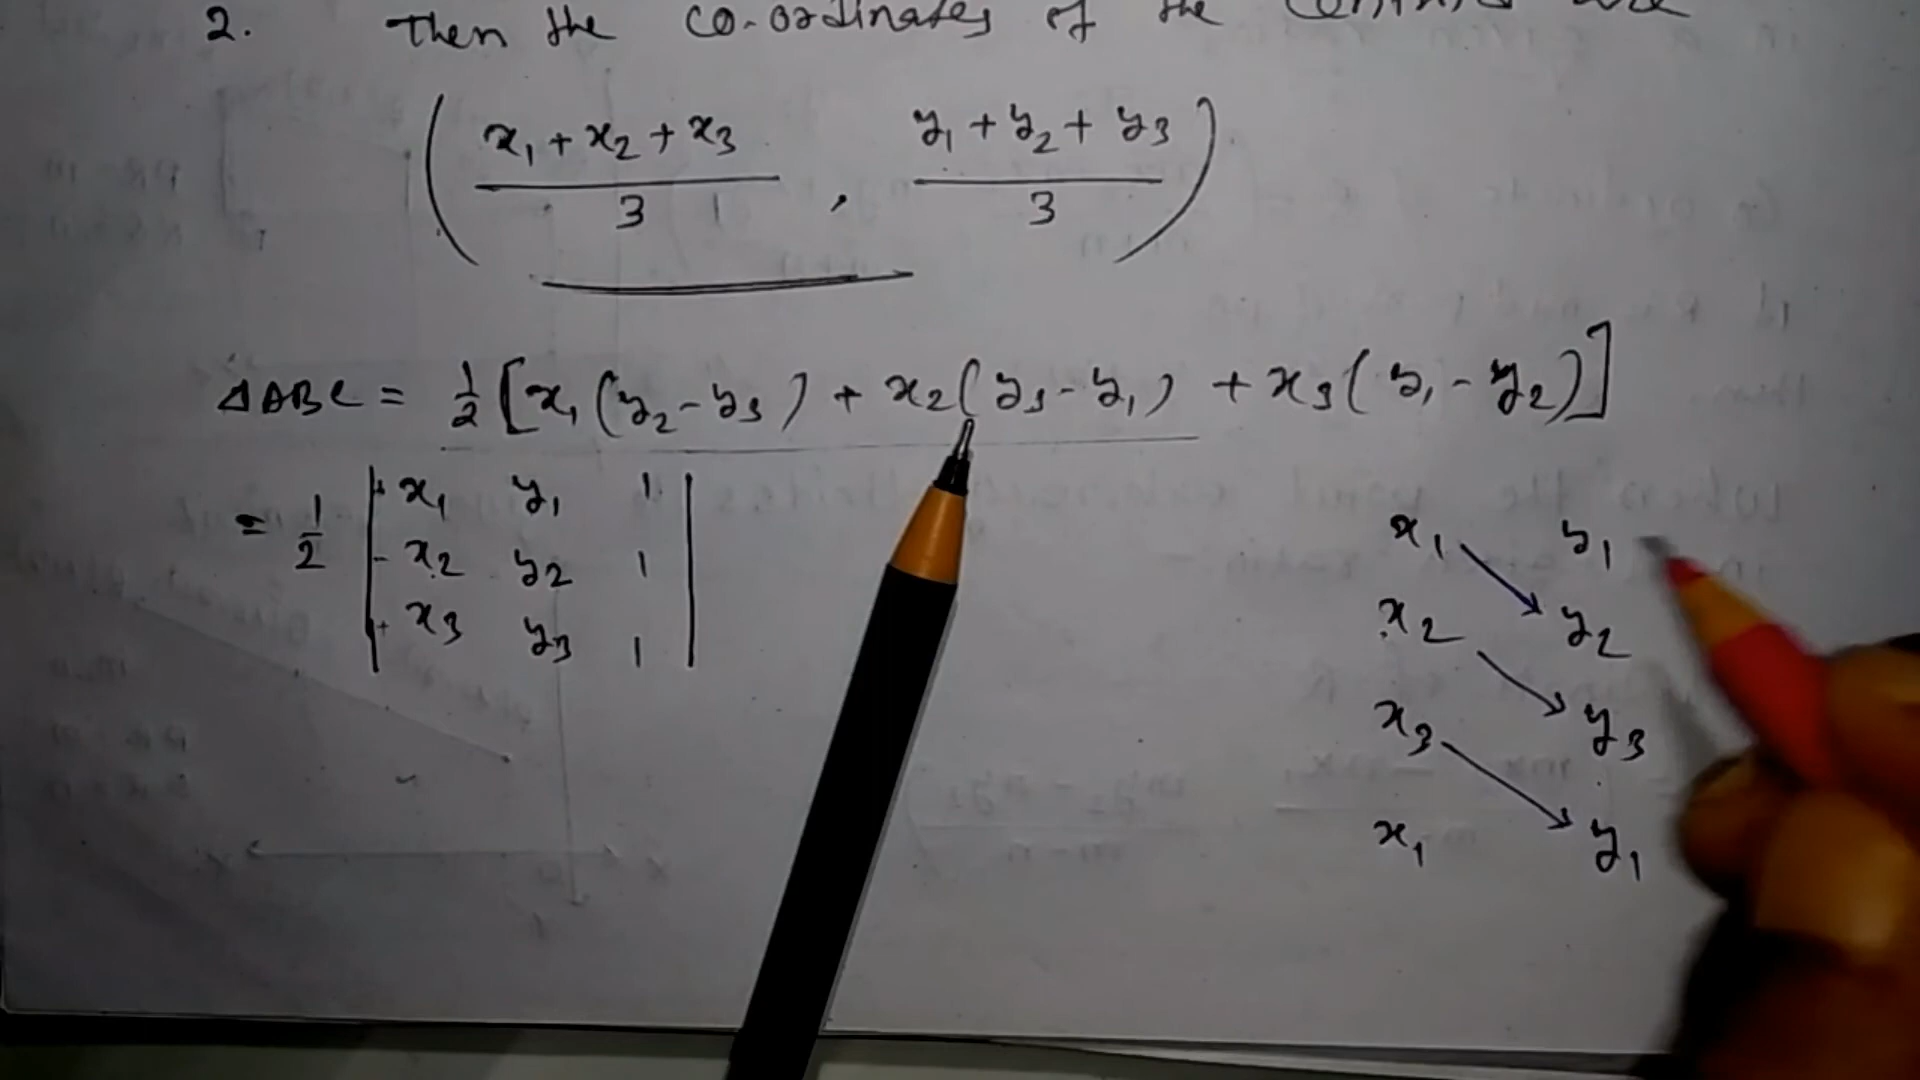 2. Then the co-ordinates of the are
( x₁ + x₂ + x₃ / 3 , y₁ + y₂ + y₃ / 3 )
△ABC = 1/2 [x₁(y₂-y₃) + x₂(y₃-y₁) + x₃(y₁-y₂)]
= 1/2 | + x₁ y₁ 1 |
| - x₂ y₂ 1 |
| + x₃ y₃ 1 |
x₁ y₁
x₂ y₂
x₃ y₃
x₁ y₁